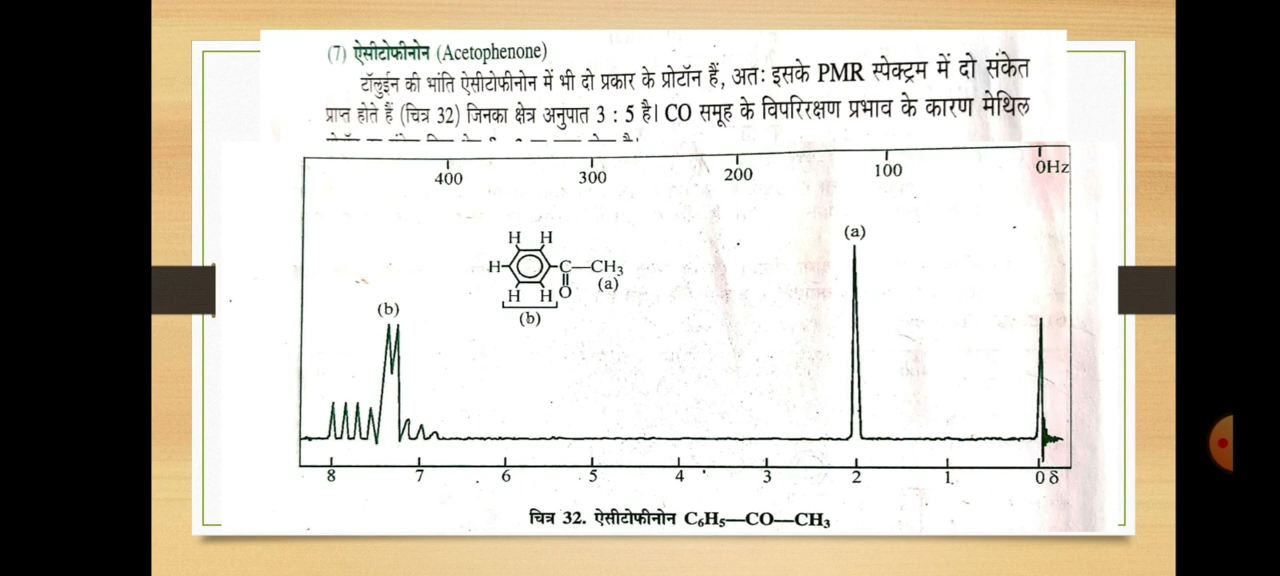 (7) ऐसीटोफीनोन (Acetophenone)
टॉलुईन की भांति ऐसीटोफीनोन में भी दो प्रकार के प्रोटॉन हैं, अतः इसके PMR स्पेक्ट्रम में दो संकेत
प्राप्त होते हैं (चित्र 32) जिनका क्षेत्र अनुपात 3 : 5 है। CO समूह के विपरिरक्षण प्रभाव के कारण मेथिल
400 300 200 100 0Hz
(a)
H H
H C—CH₃
H H O (a)
(b)
(b)
8 7 6 5 4 3 2 1 0 δ
चित्र 32. ऐसीटोफीनोन C₆H₅—CO—CH₃